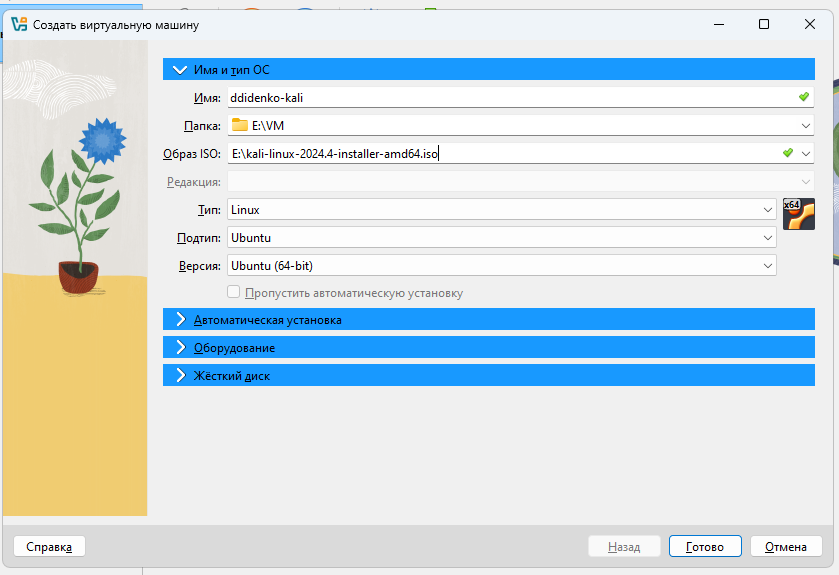 Создать виртуальную машину
Имя и тип ОС
Имя: ddidenko-kali
Папка: E:\VM
Образ ISO: E:\kali-linux-2024.4-installer-amd64.iso
Редакция:
Тип: Linux
x64
Подтип: Ubuntu
Версия: Ubuntu (64-bit)
Пропустить автоматическую установку
Автоматическая установка
Оборудование
Жёсткий диск
Справка Назад Готово Отмена